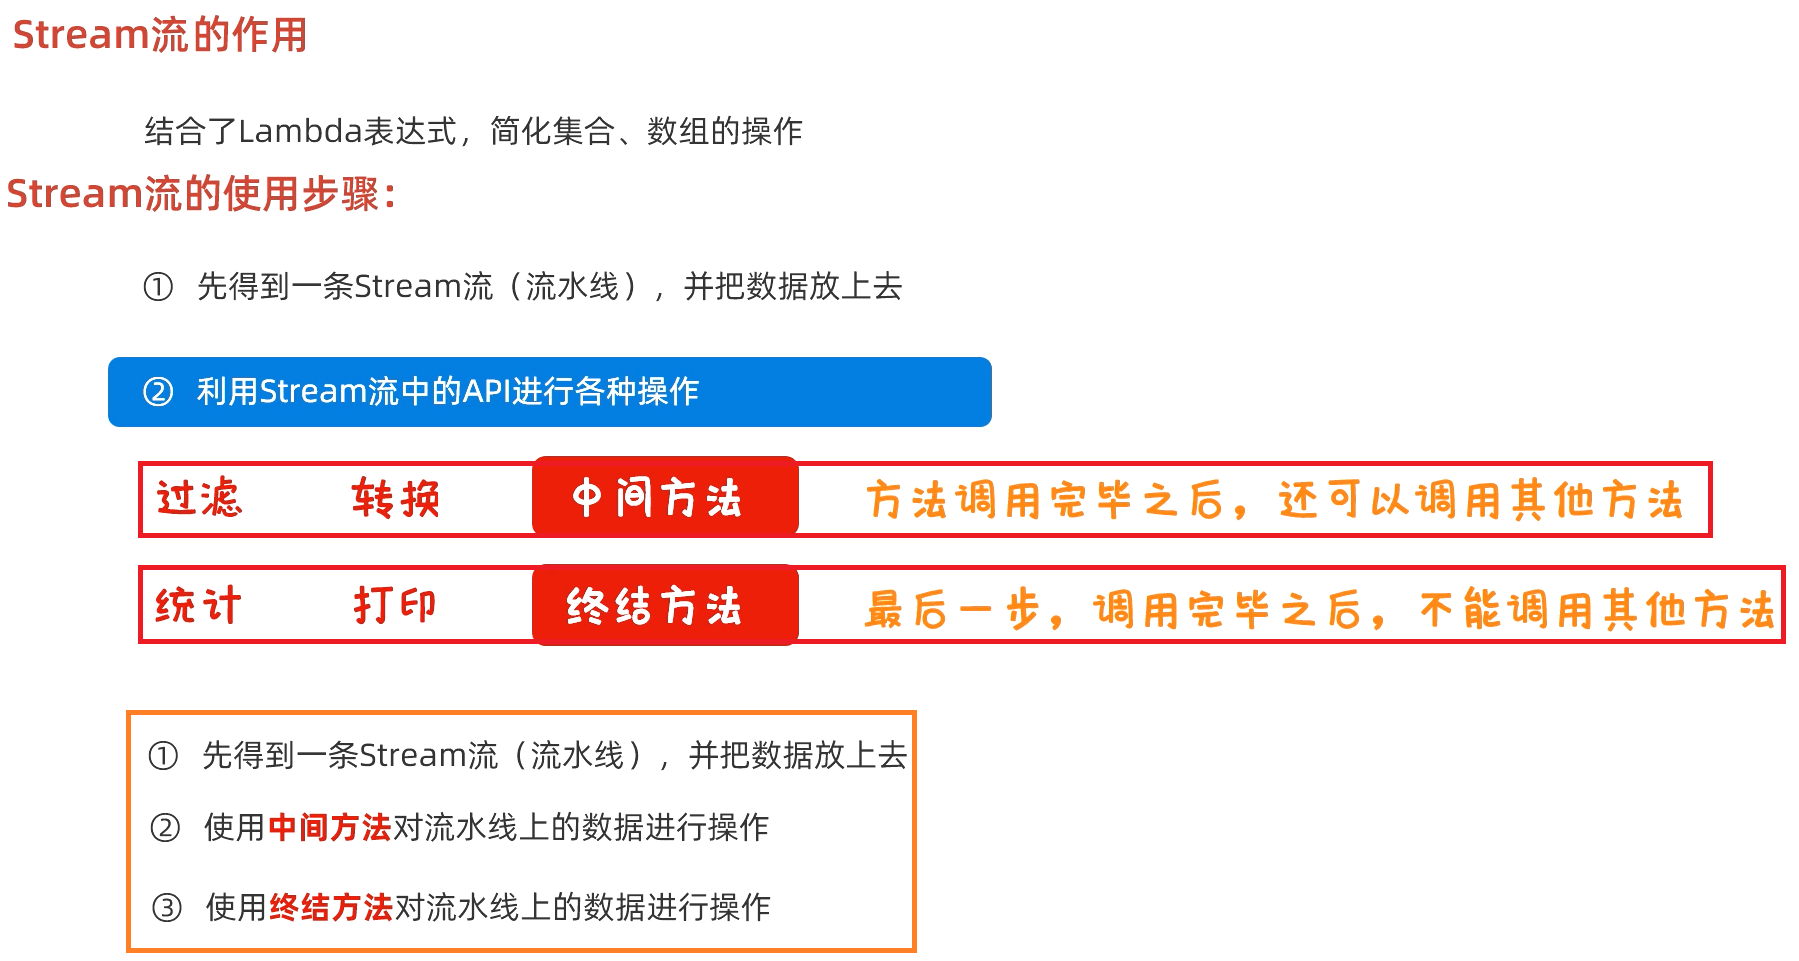 Stream流的作用
结合了Lambda表达式，简化集合、数组的操作
Stream流的使用步骤：
① 先得到一条Stream流（流水线），并把数据放上去
② 利用Stream流中的API进行各种操作
过滤 转换 中间方法 方法调用完毕之后，还可以调用其他方法
统计 打印 终结方法 最后一步，调用完毕之后，不能调用其他方法
① 先得到一条Stream流（流水线），并把数据放上去
② 使用中间方法对流水线上的数据进行操作
③ 使用终结方法对流水线上的数据进行操作